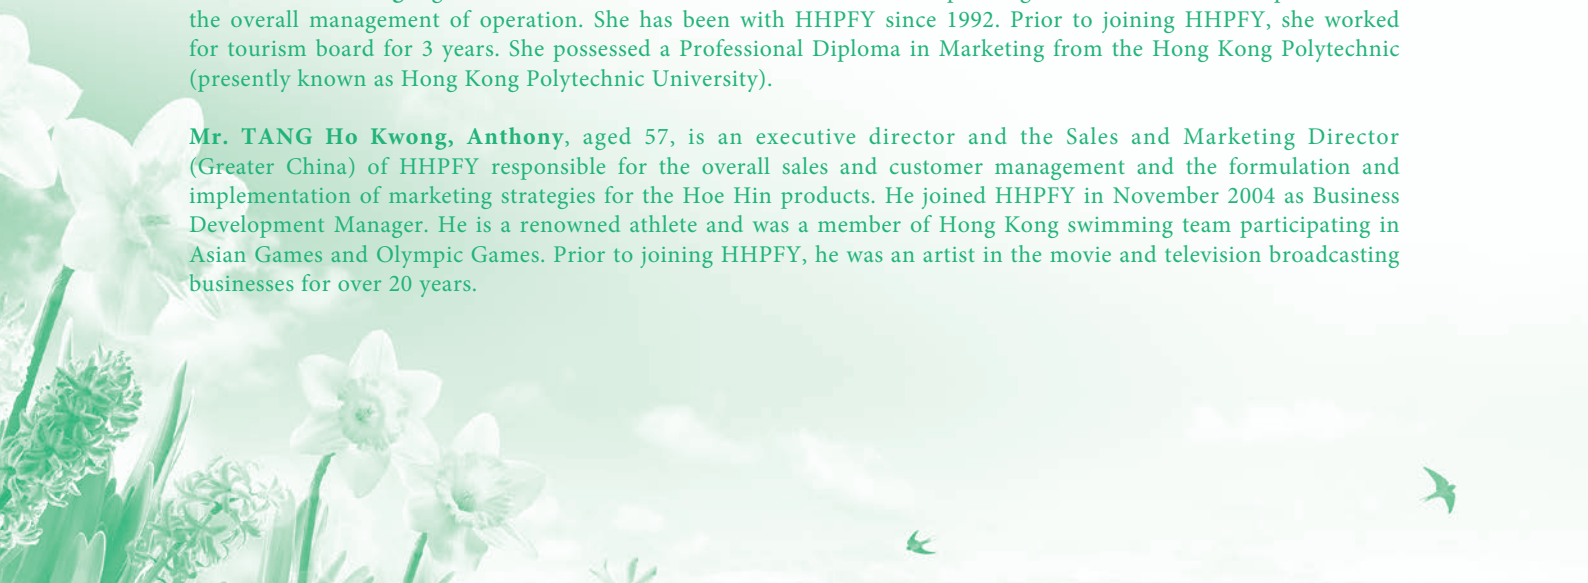 the overall management of operation. She has been with HHPFY since 1992. Prior to joining HHPFY, she worked
for tourism board for 3 years. She possessed a Professional Diploma in Marketing from the Hong Kong Polytechnic
(presently known as Hong Kong Polytechnic University).
Mr. TANG Ho Kwong, Anthony, aged 57, is an executive director and the Sales and Marketing Director
(Greater China) of HHPFY responsible for the overall sales and customer management and the formulation and
implementation of marketing strategies for the Hoe Hin products. He joined HHPFY in November 2004 as Business
Development Manager. He is a renowned athlete and was a member of Hong Kong swimming team participating in
Asian Games and Olympic Games. Prior to joining HHPFY, he was an artist in the movie and television broadcasting
businesses for over 20 years.